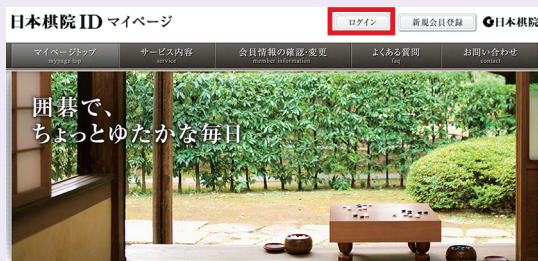 日本棋院ID マイページ
ログイン
新規会員登録
日本棋院
マイページトップ
mypage top
サービス内容
service
会員情報の確認・変更
member information
よくある質問
faq
お問い合わせ
contact
囲碁で、
ちょっとゆたかな毎日